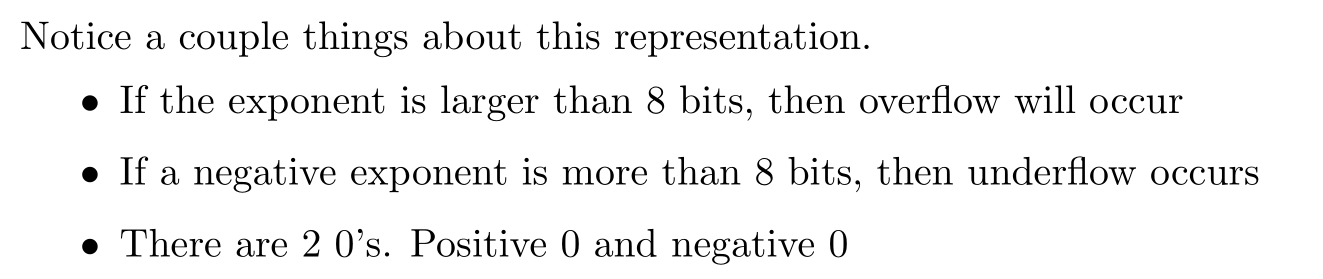 Notice a couple things about this representation.
• If the exponent is larger than 8 bits, then overflow will occur
• If a negative exponent is more than 8 bits, then underflow occurs
• There are 2 0's. Positive 0 and negative 0